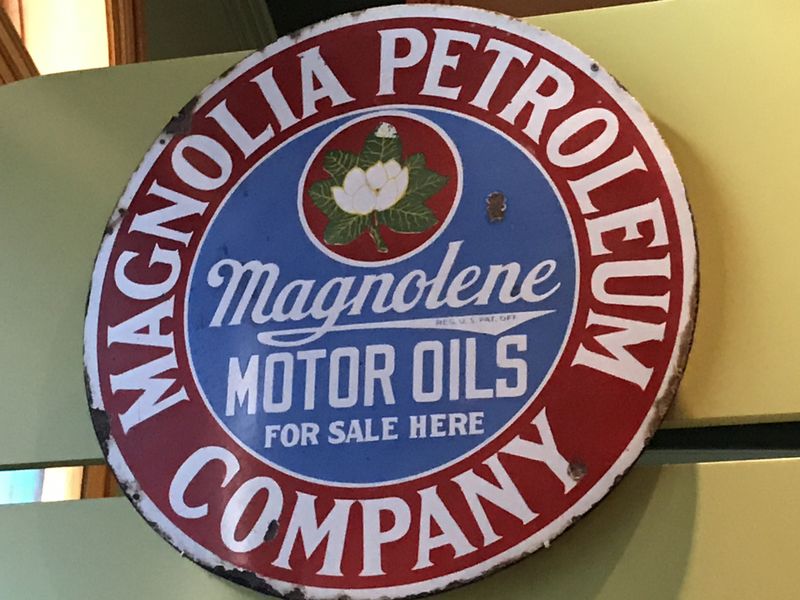 MAGNOLIA PETROLEUM
COMPANY
Magnolene
REG. U.S. PAT. OFF.
MOTOR OILS
FOR SALE HERE